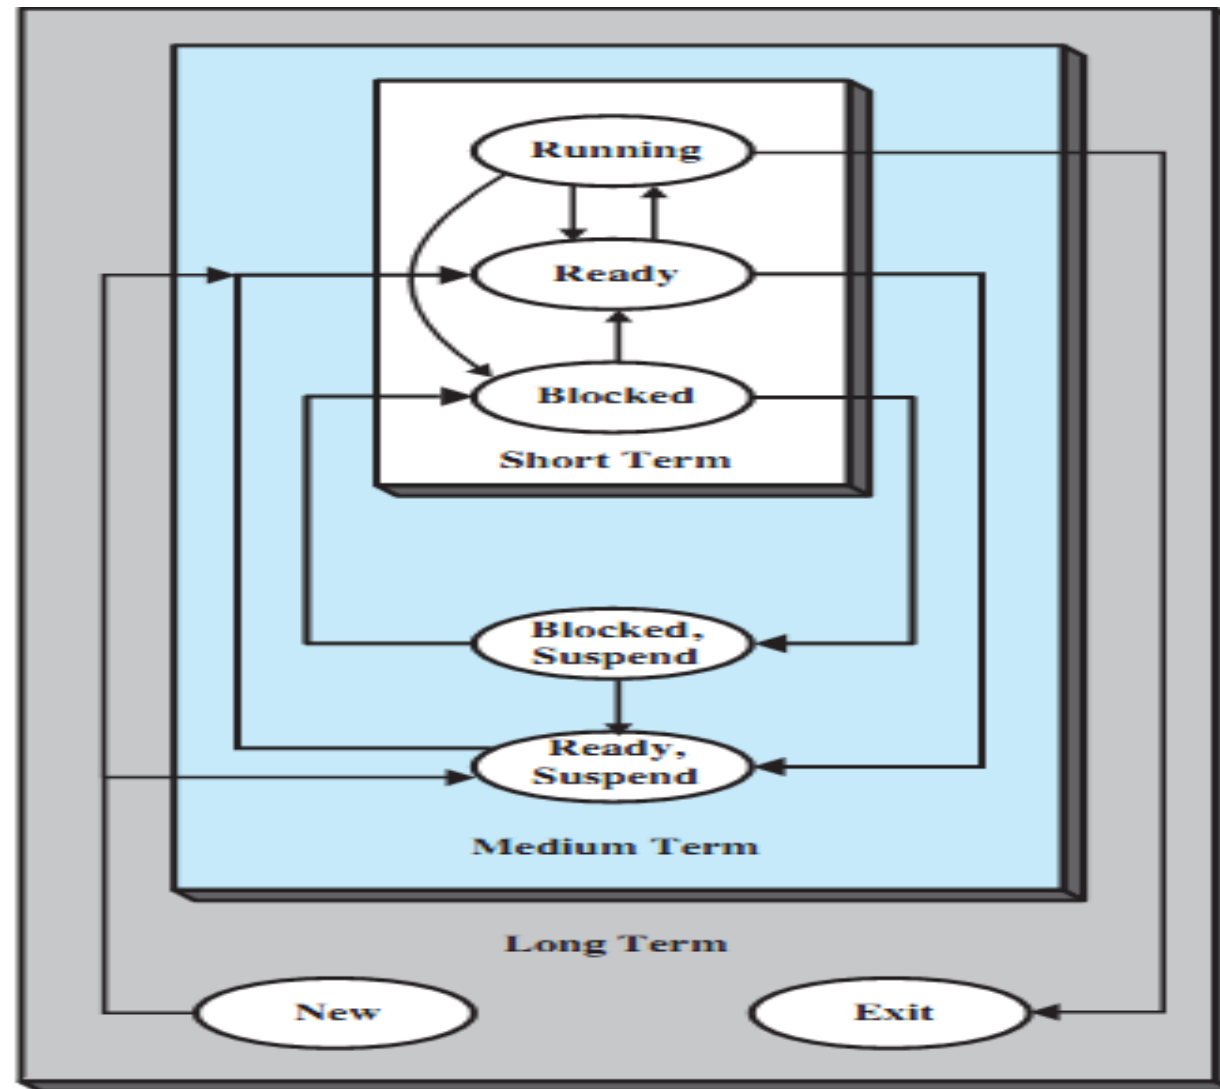 Running
Ready
Blocked
Short Term
Blocked,
Suspend
Ready,
Suspend
Medium Term
Long Term
New
Exit